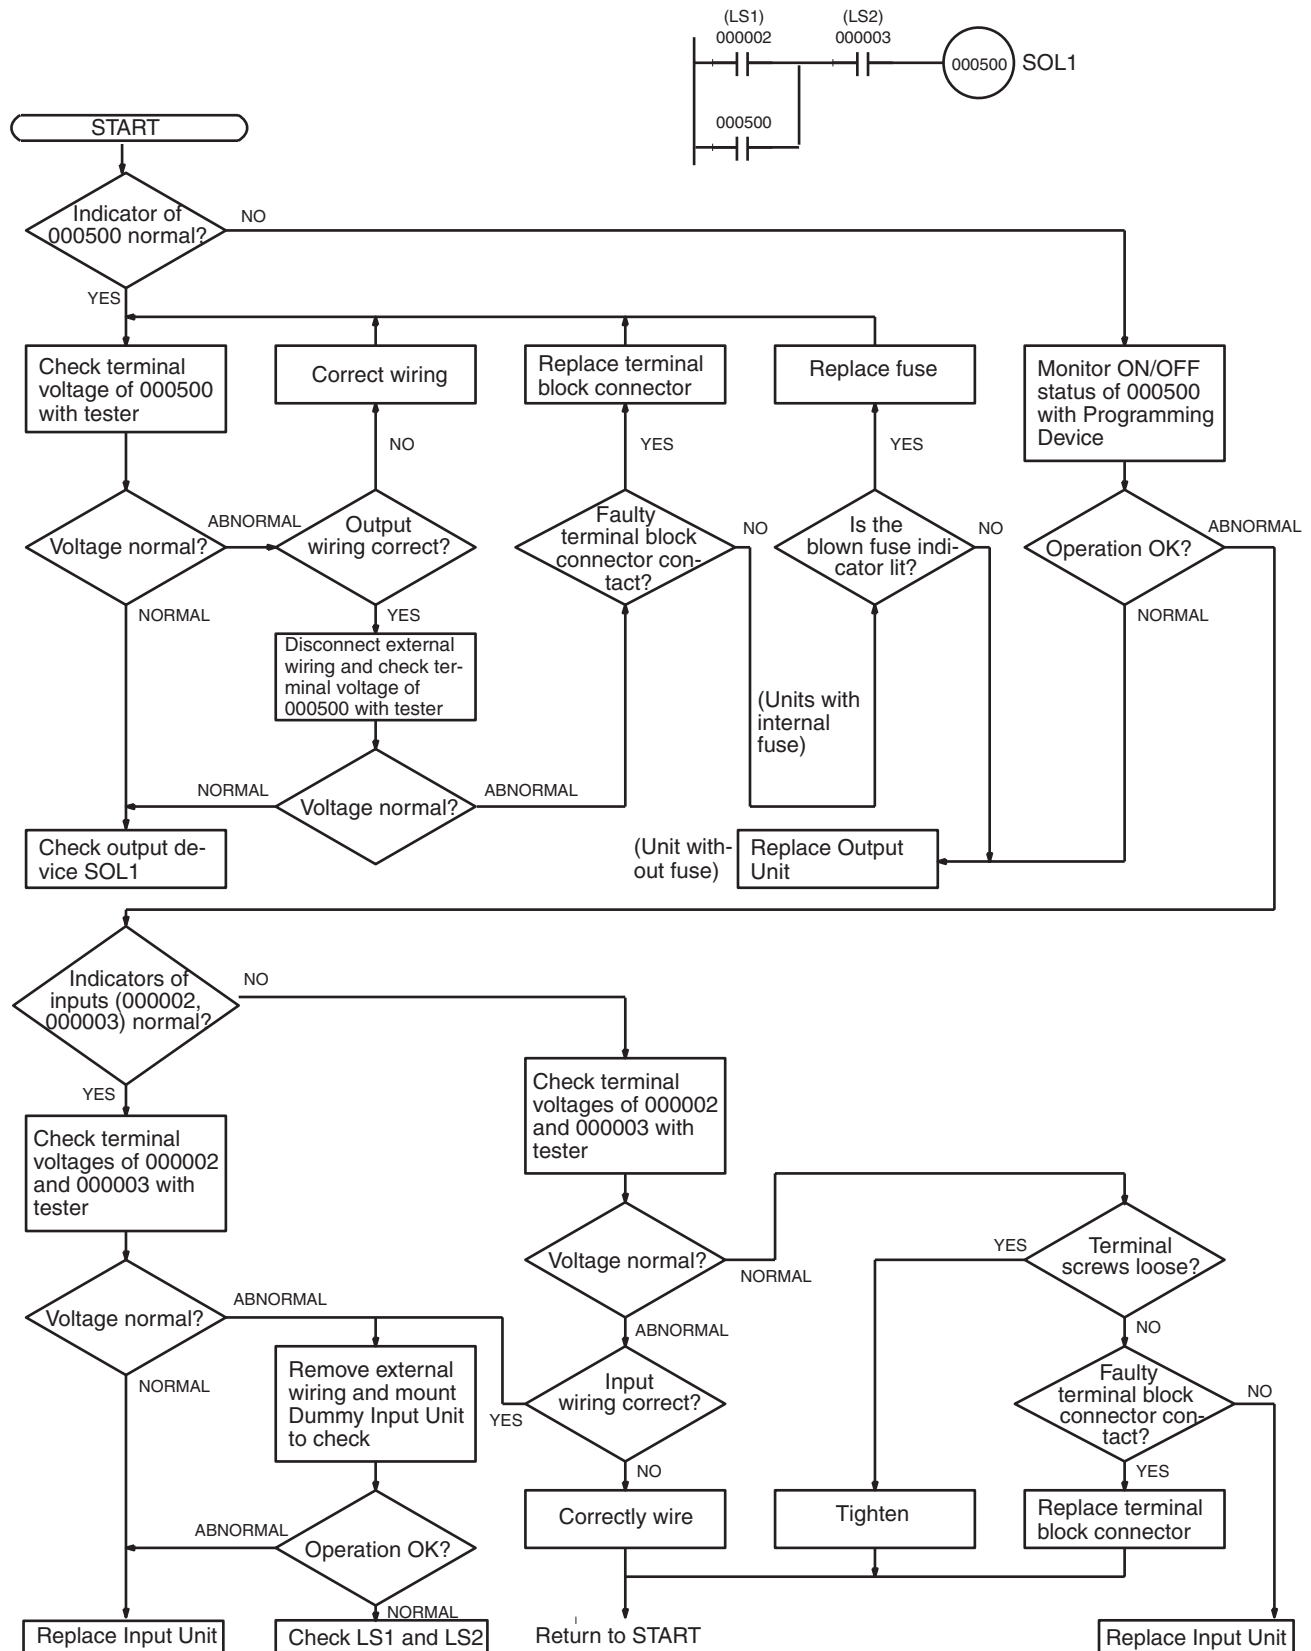 (LS1)
000002
(LS2)
000003
000500
SOL1
000500
START
Indicator of
000500 normal?
NO
YES
Check terminal
voltage of 000500
with tester
Correct wiring
Replace terminal
block connector
Replace fuse
Monitor ON/OFF
status of 000500
with Programming
Device
NO
YES
YES
Voltage normal?
ABNORMAL
Output
wiring correct?
Faulty
terminal block
connector con-
tact?
NO
Is the
blown fuse indi-
cator lit?
NO
Operation OK?
ABNORMAL
NORMAL
YES
NORMAL
Disconnect external
wiring and check ter-
minal voltage of
000500 with tester
(Units with
internal
fuse)
NORMAL
Voltage normal?
ABNORMAL
Check output de-
vice SOL1
(Unit with-
out fuse)
Replace Output
Unit
Indicators of
inputs (000002,
000003) normal?
NO
YES
Check terminal
voltages of 000002
and 000003 with
tester
Check terminal
voltages of 000002
and 000003 with
tester
Voltage normal?
NORMAL
YES
Terminal
screws loose?
Voltage normal?
ABNORMAL
ABNORMAL
NO
NORMAL
Remove external
wiring and mount
Dummy Input Unit
to check
YES
Input
wiring correct?
Faulty
terminal block
connector con-
tact?
NO
NO
YES
Correctly wire
Tighten
Replace terminal
block connector
ABNORMAL
Operation OK?
NORMAL
Replace Input Unit
Check LS1 and LS2
Return to START
Replace Input Unit